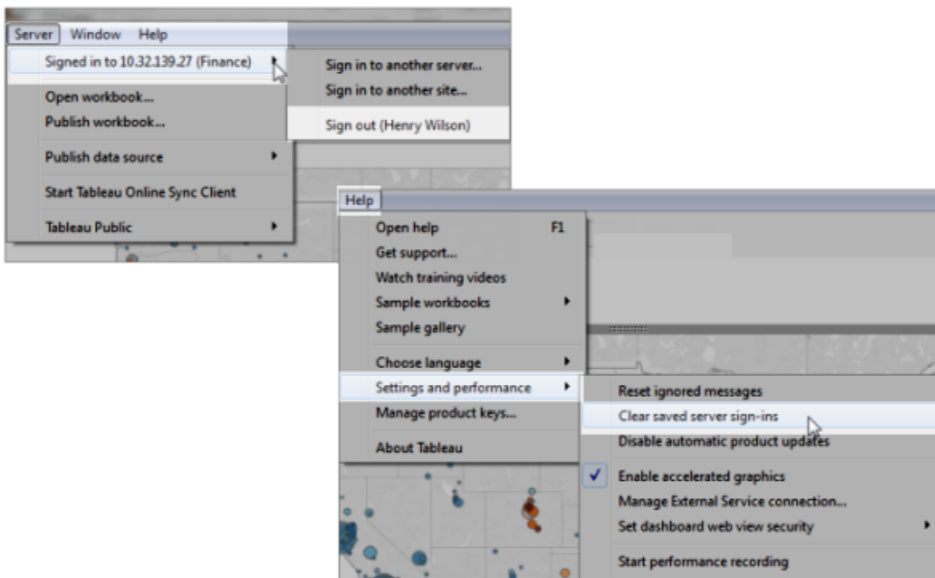 Server Window Help
Signed in to 10.32.139.27 (Finance)
Open workbook...
Publish workbook...
Publish data source
Start Tableau Online Sync Client
Tableau Public
Sign in to another server...
Sign in to another site...
Sign out (Henry Wilson)
Help
Open help F1
Get support...
Watch training videos
Sample workbooks
Sample gallery
Choose language
Settings and performance
Manage product keys...
About Tableau
Reset ignored messages
Clear saved server sign-ins
Disable automatic product updates
Enable accelerated graphics
Manage External Service connection...
Set dashboard web view security
Start performance recording